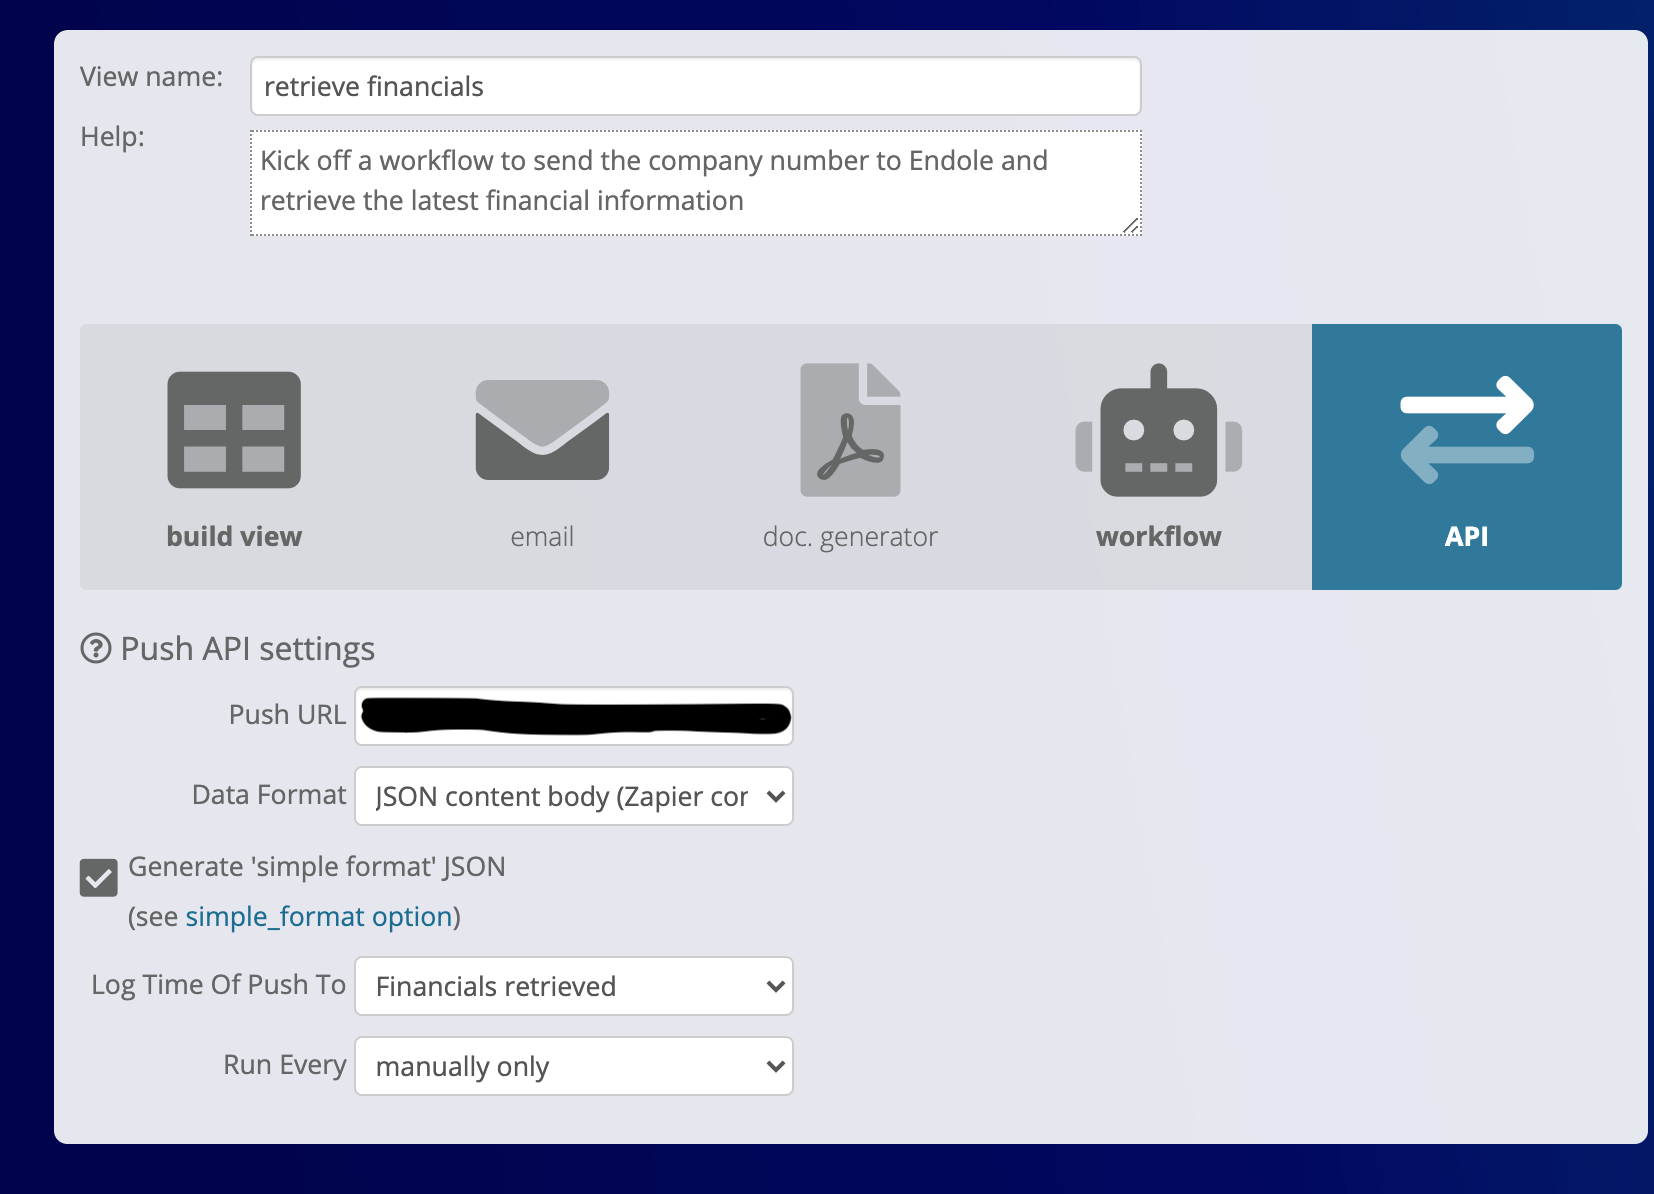 View name:
retrieve financials
Help:
Kick off a workflow to send the company number to Endole and
retrieve the latest financial information
build view
email
doc. generator
workflow
API
Push API settings
Push URL
Data Format
JSON content body (Zapier cor
Generate 'simple format' JSON
(see simple_format option)
Log Time Of Push To
Financials retrieved
Run Every
manually only